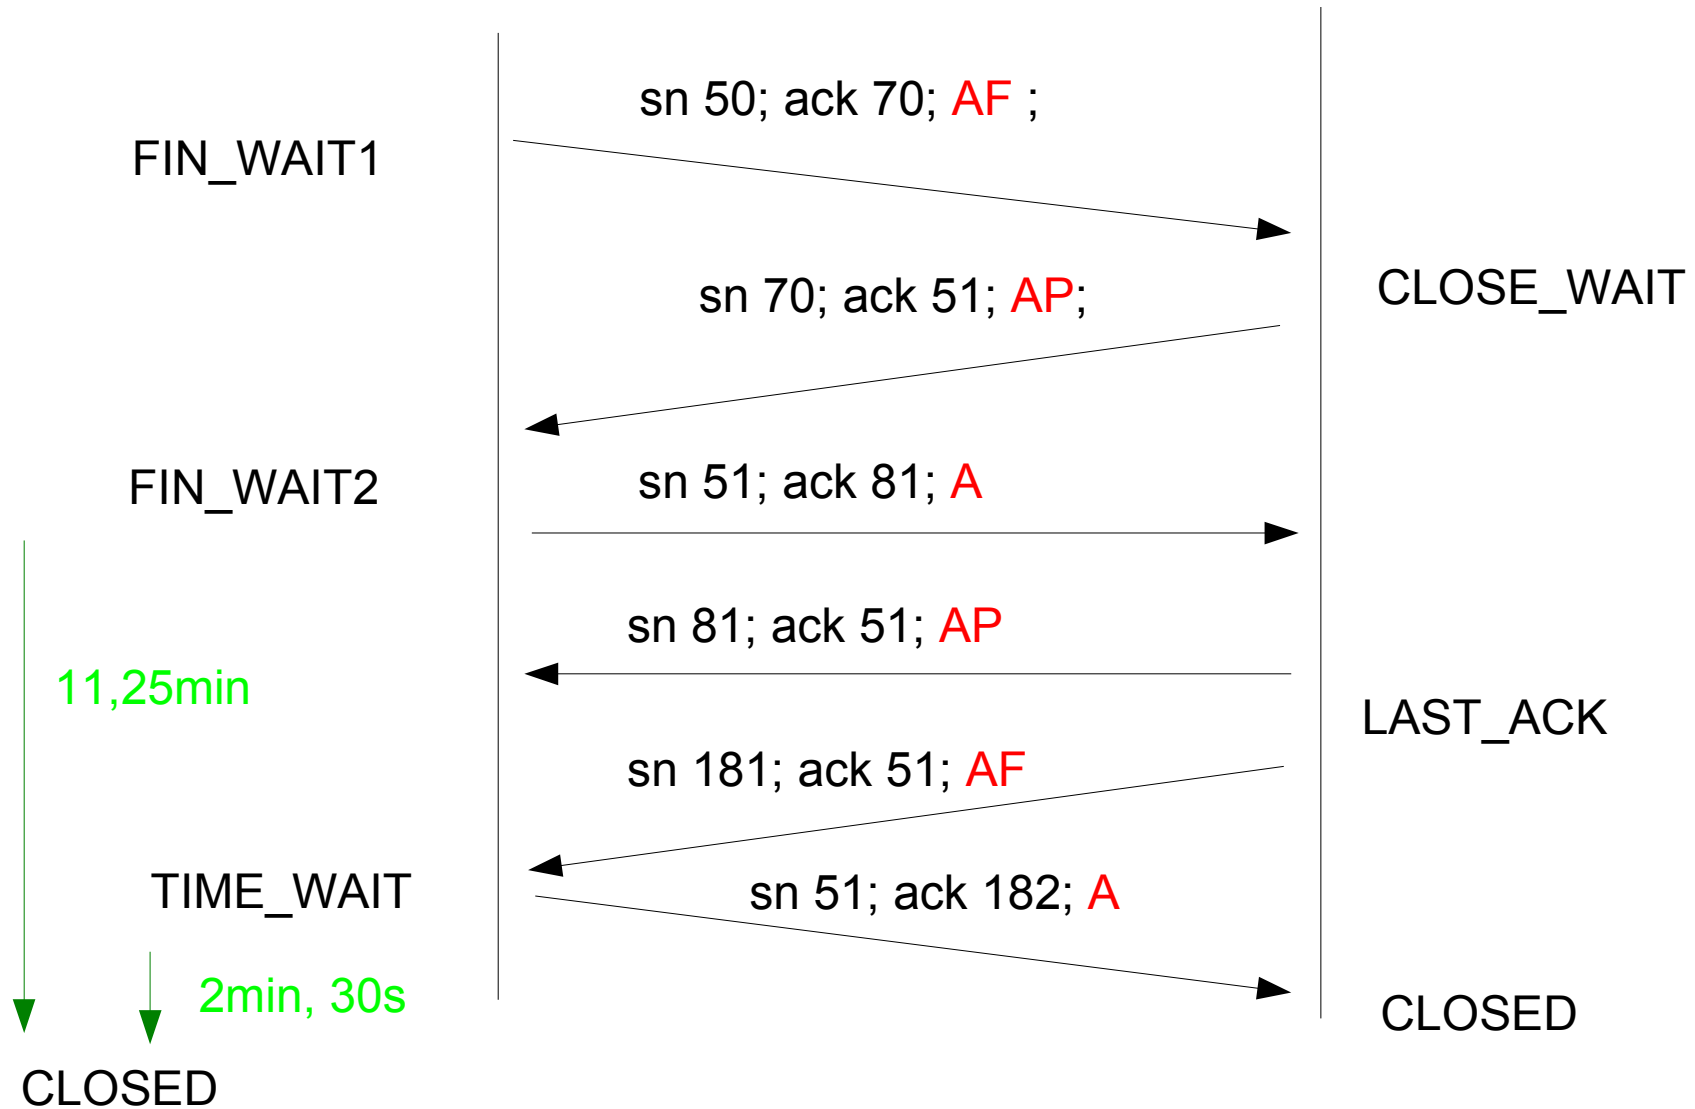 sn 50; ack 70; AF ;
FIN_WAIT1
sn 70; ack 51; AP;
CLOSE_WAIT
FIN_WAIT2
sn 51; ack 81; A
sn 81; ack 51; AP
11,25min
LAST_ACK
sn 181; ack 51; AF
TIME_WAIT
sn 51; ack 182; A
2min, 30s
CLOSED
CLOSED